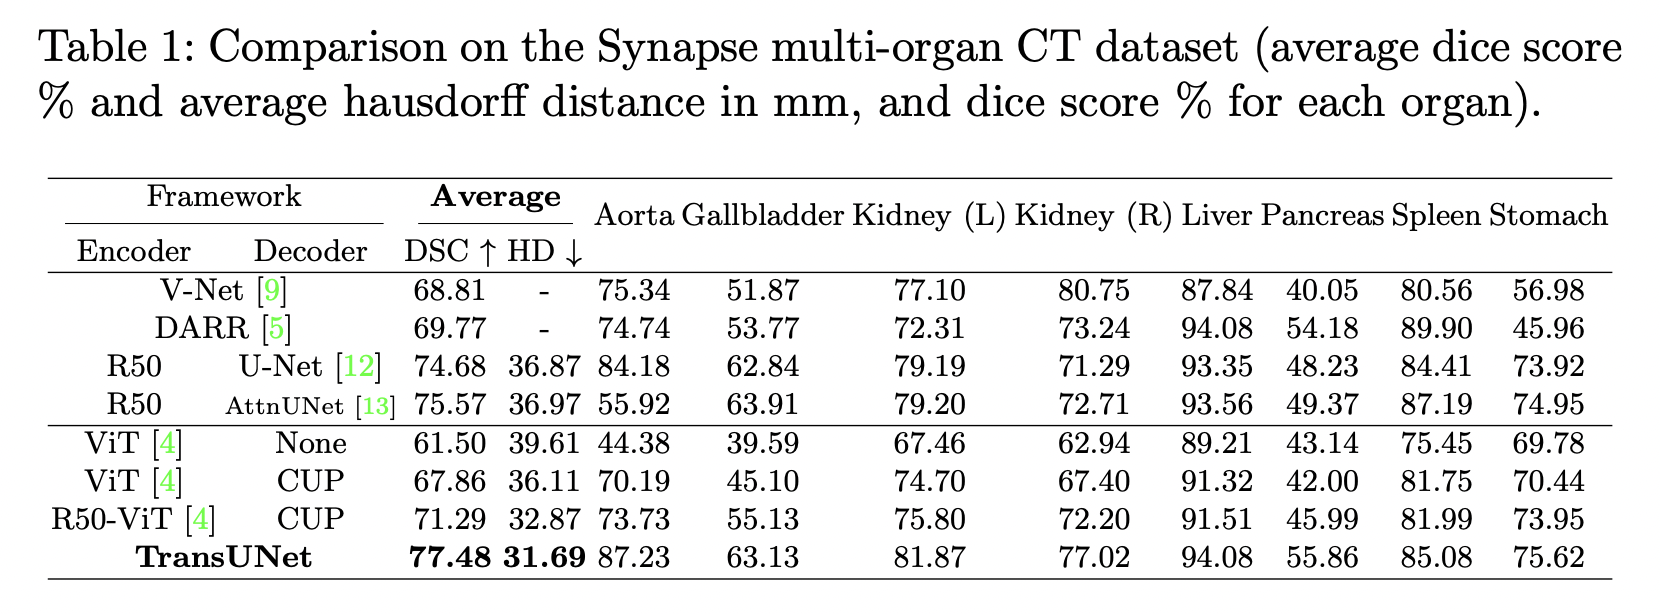 Table 1: Comparison on the Synapse multi-organ CT dataset (average dice score
% and average hausdorff distance in mm, and dice score % for each organ).
Framework Average Aorta Gallbladder Kidney (L) Kidney (R) Liver Pancreas Spleen Stomach
Encoder Decoder DSC ↑ HD ↓
V-Net [9] 68.81 - 75.34 51.87 77.10 80.75 87.84 40.05 80.56 56.98
DARR [5] 69.77 - 74.74 53.77 72.31 73.24 94.08 54.18 89.90 45.96
R50 U-Net [12] 74.68 36.87 84.18 62.84 79.19 71.29 93.35 48.23 84.41 73.92
R50 AttnUNet [13] 75.57 36.97 55.92 63.91 79.20 72.71 93.56 49.37 87.19 74.95
ViT [4] None 61.50 39.61 44.38 39.59 67.46 62.94 89.21 43.14 75.45 69.78
ViT [4] CUP 67.86 36.11 70.19 45.10 74.70 67.40 91.32 42.00 81.75 70.44
R50-ViT [4] CUP 71.29 32.87 73.73 55.13 75.80 72.20 91.51 45.99 81.99 73.95
TransUNet 77.48 31.69 87.23 63.13 81.87 77.02 94.08 55.86 85.08 75.62